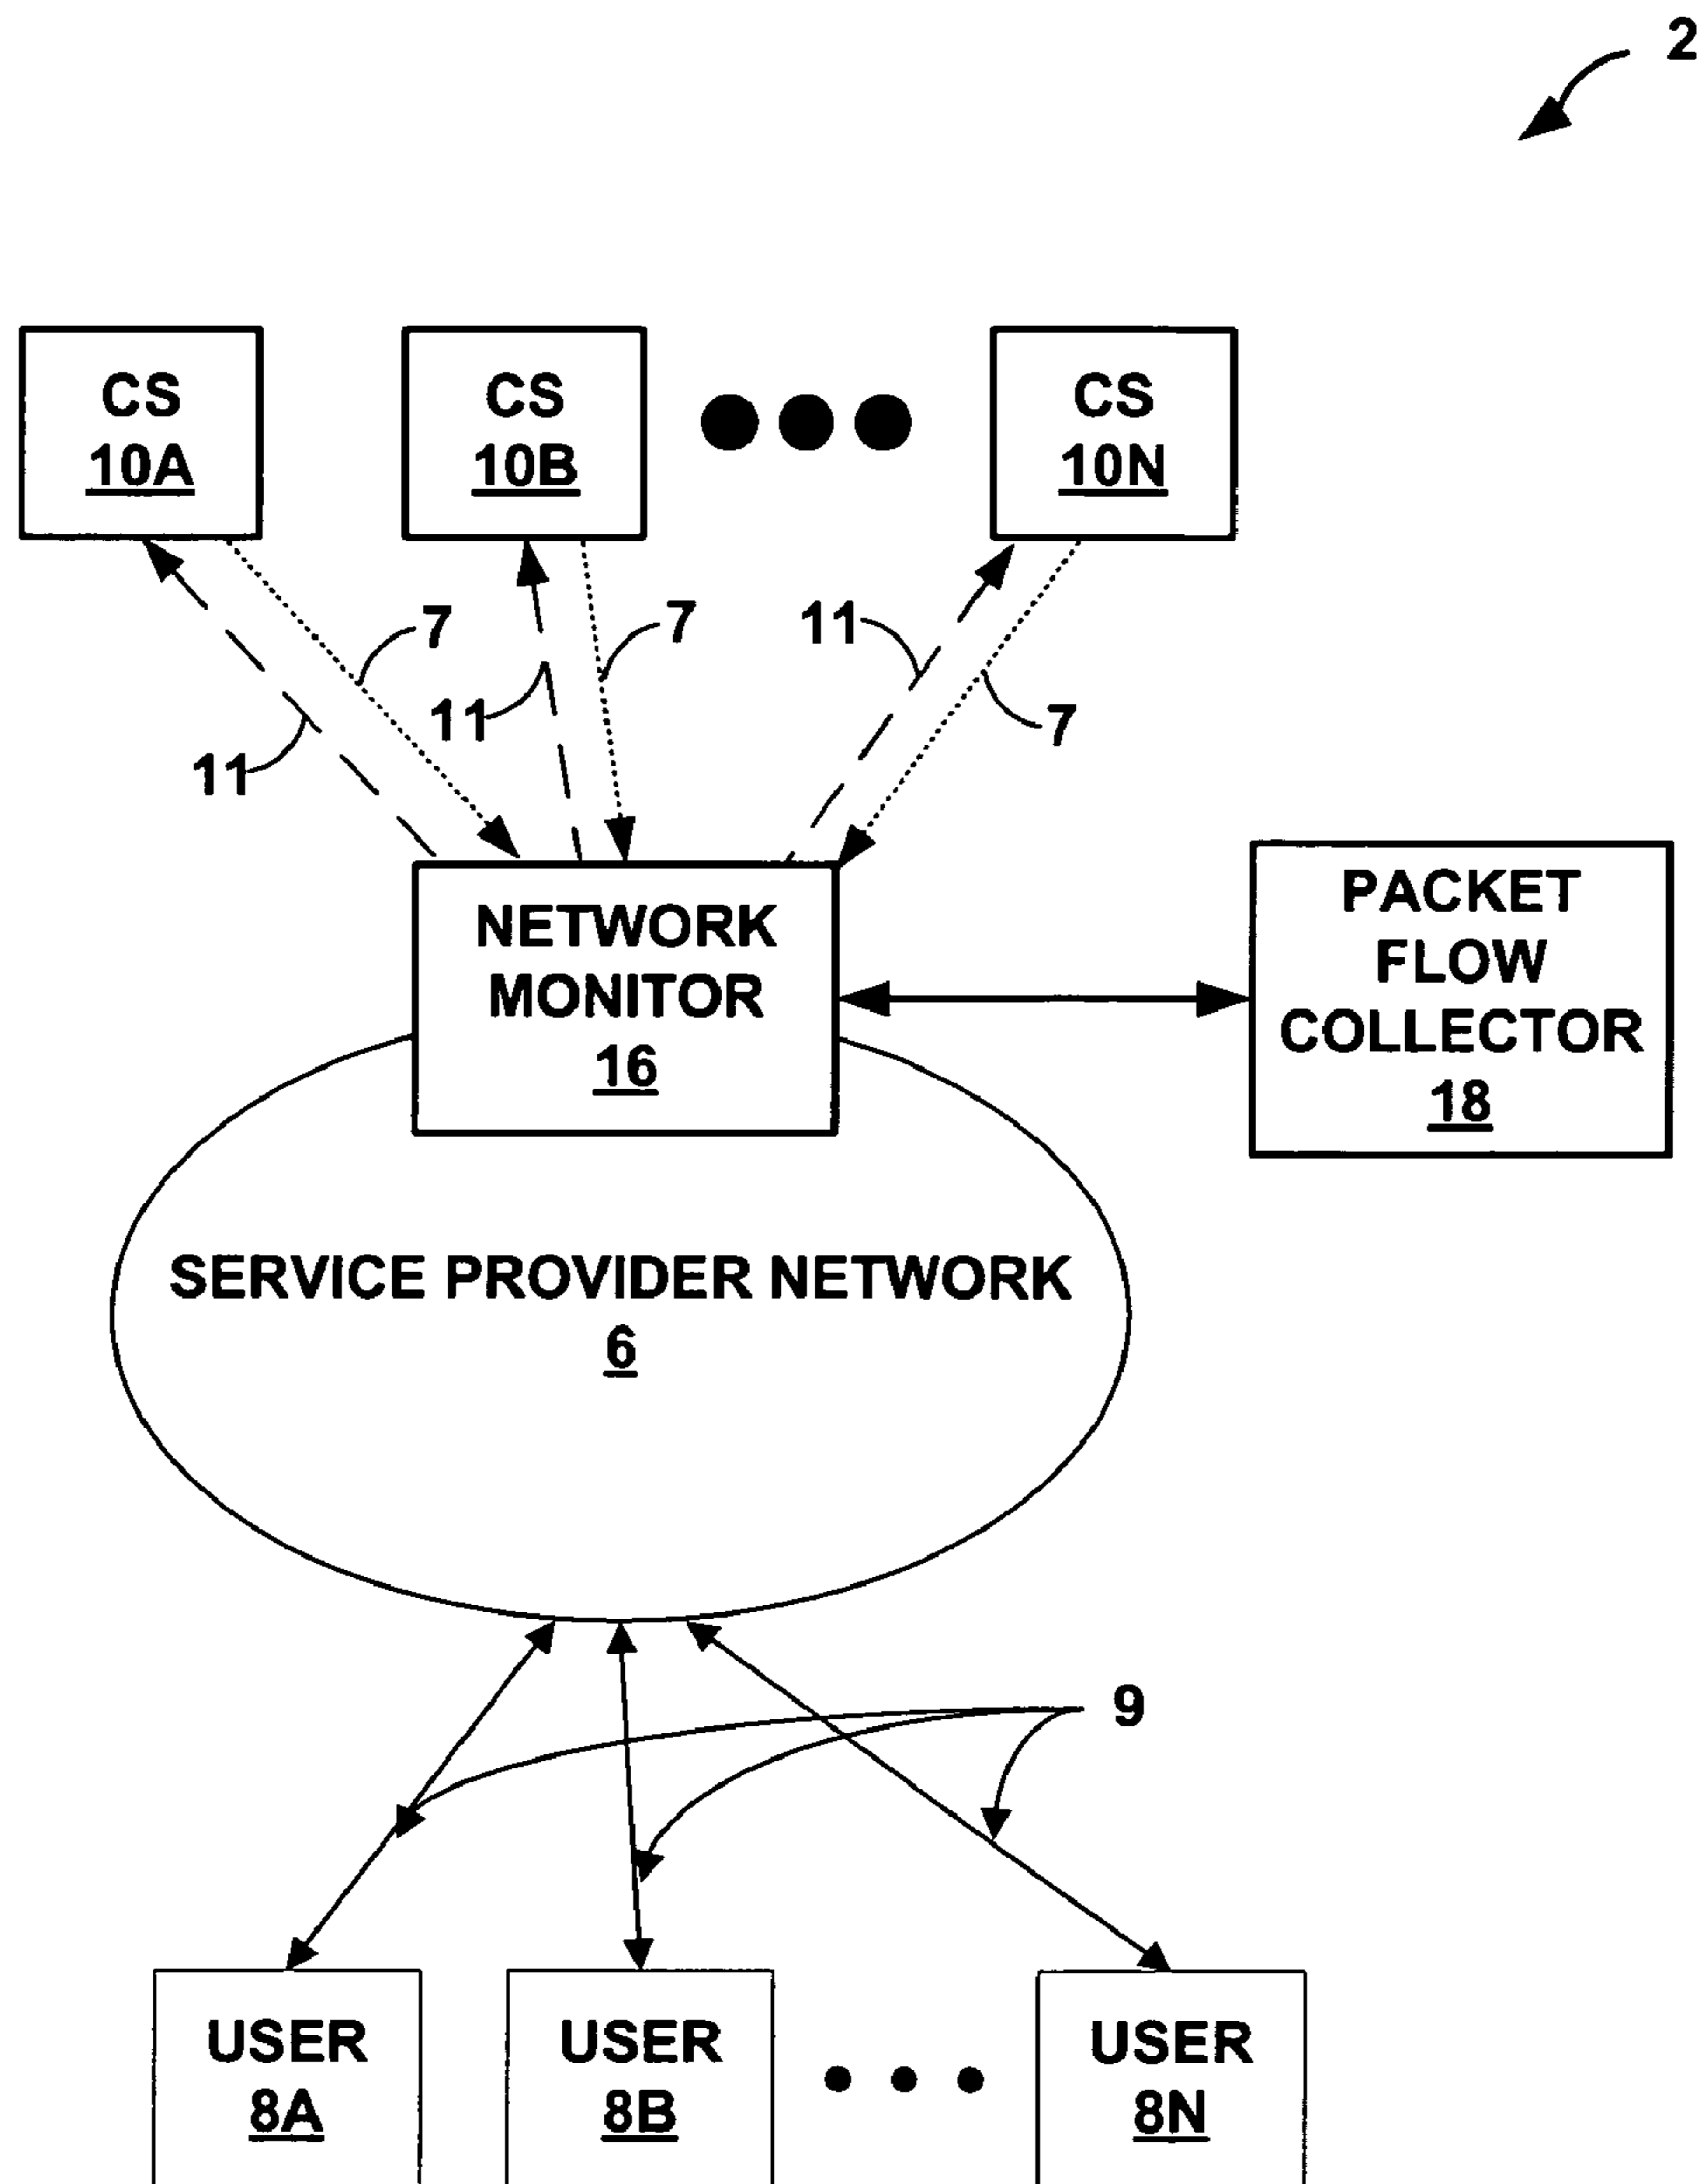 2
CS
10A
CS
10B
CS
10N
7
7
11
11
7
11
NETWORK
MONITOR
16
PACKET
FLOW
COLLECTOR
18
SERVICE PROVIDER NETWORK
6
9
USER
8A
USER
8B
USER
8N